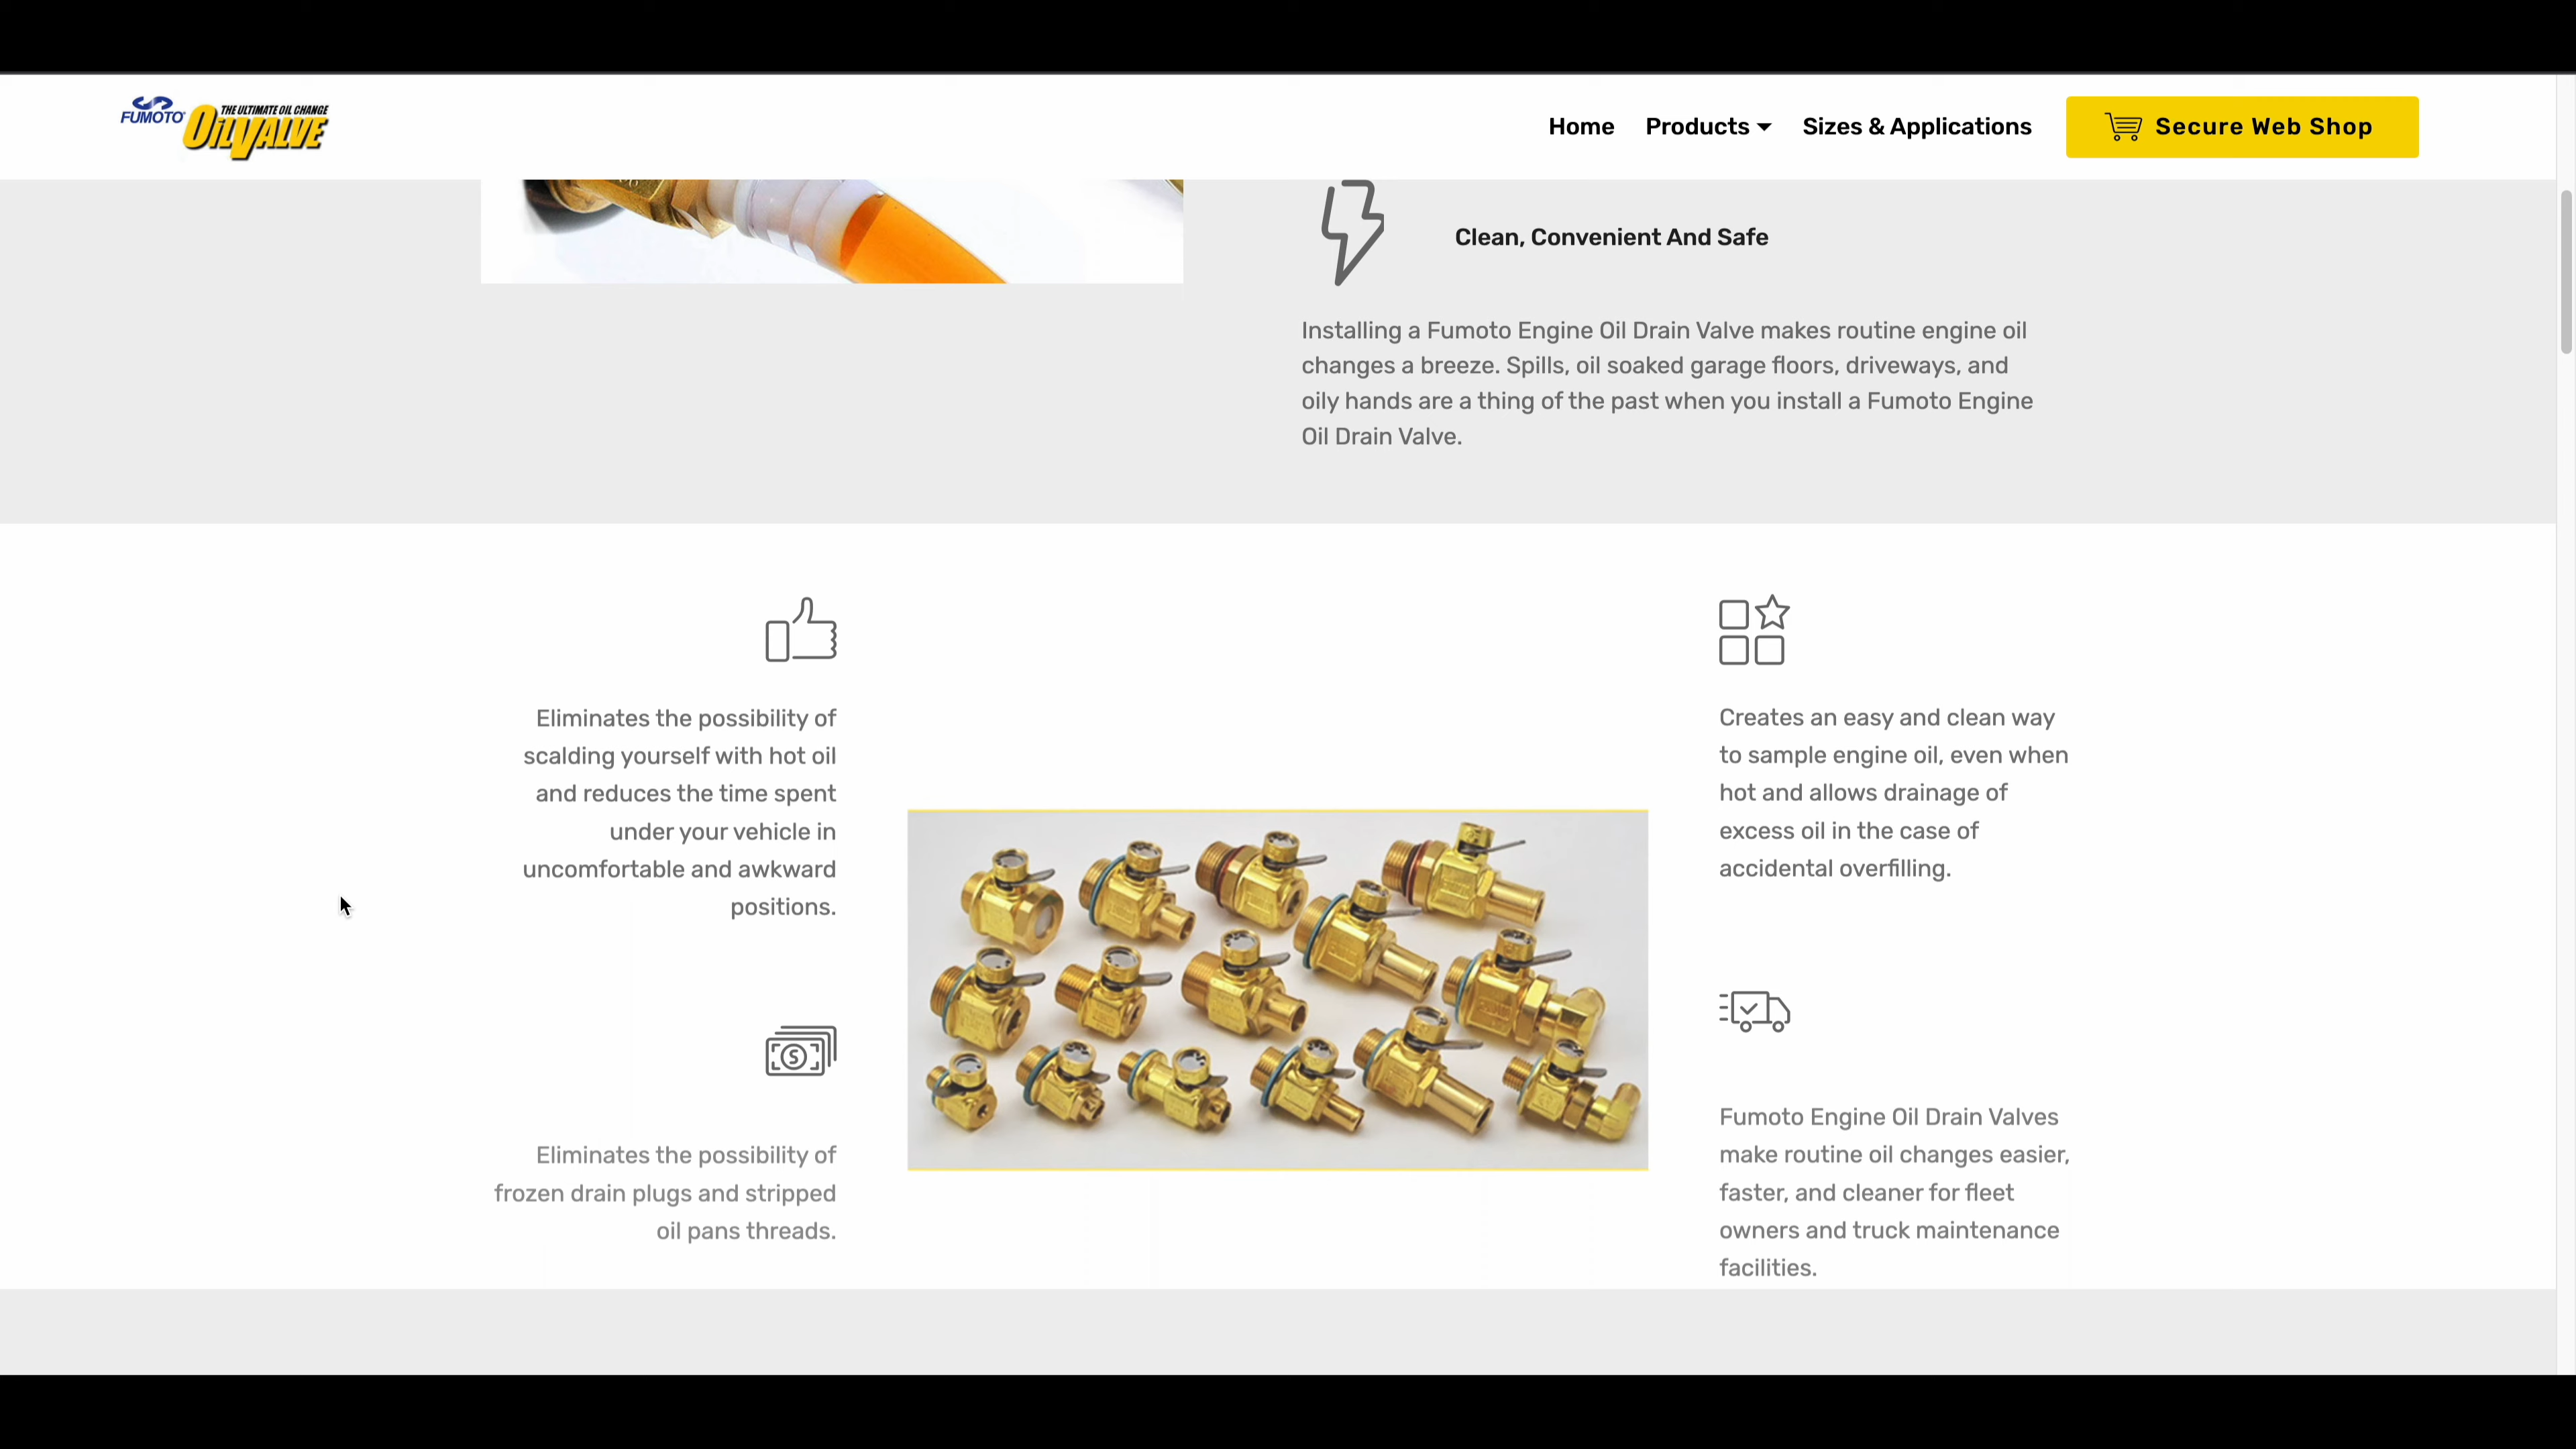 FUMOTO
THE ULTIMATE OIL CHANGE
OILVALVE
Home
Products
Sizes & Applications
Secure Web Shop
Clean, Convenient And Safe
Installing a Fumoto Engine Oil Drain Valve makes routine engine oil
changes a breeze. Spills, oil soaked garage floors, driveways, and
oily hands are a thing of the past when you install a Fumoto Engine
Oil Drain Valve.
Eliminates the possibility of
scalding yourself with hot oil
and reduces the time spent
under your vehicle in
uncomfortable and awkward
positions.
Creates an easy and clean way
to sample engine oil, even when
hot and allows drainage of
excess oil in the case of
accidental overfilling.
Eliminates the possibility of
frozen drain plugs and stripped
oil pans threads.
Fumoto Engine Oil Drain Valves
make routine oil changes easier,
faster, and cleaner for fleet
owners and truck maintenance
facilities.